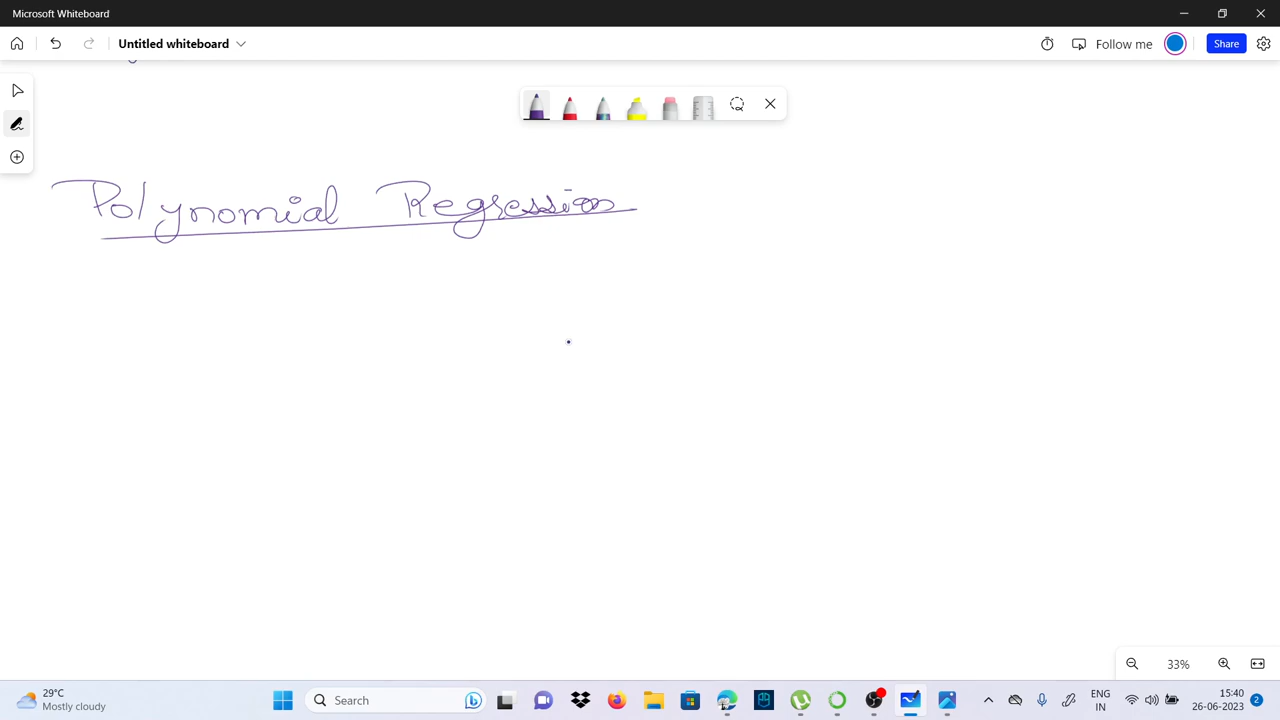 Microsoft Whiteboard
Untitled whiteboard
Follow me
Share
Polynomial Regression
33%
29°C
Mostly cloudy
Search
ENG
IN
15:40
26-06-2023
2